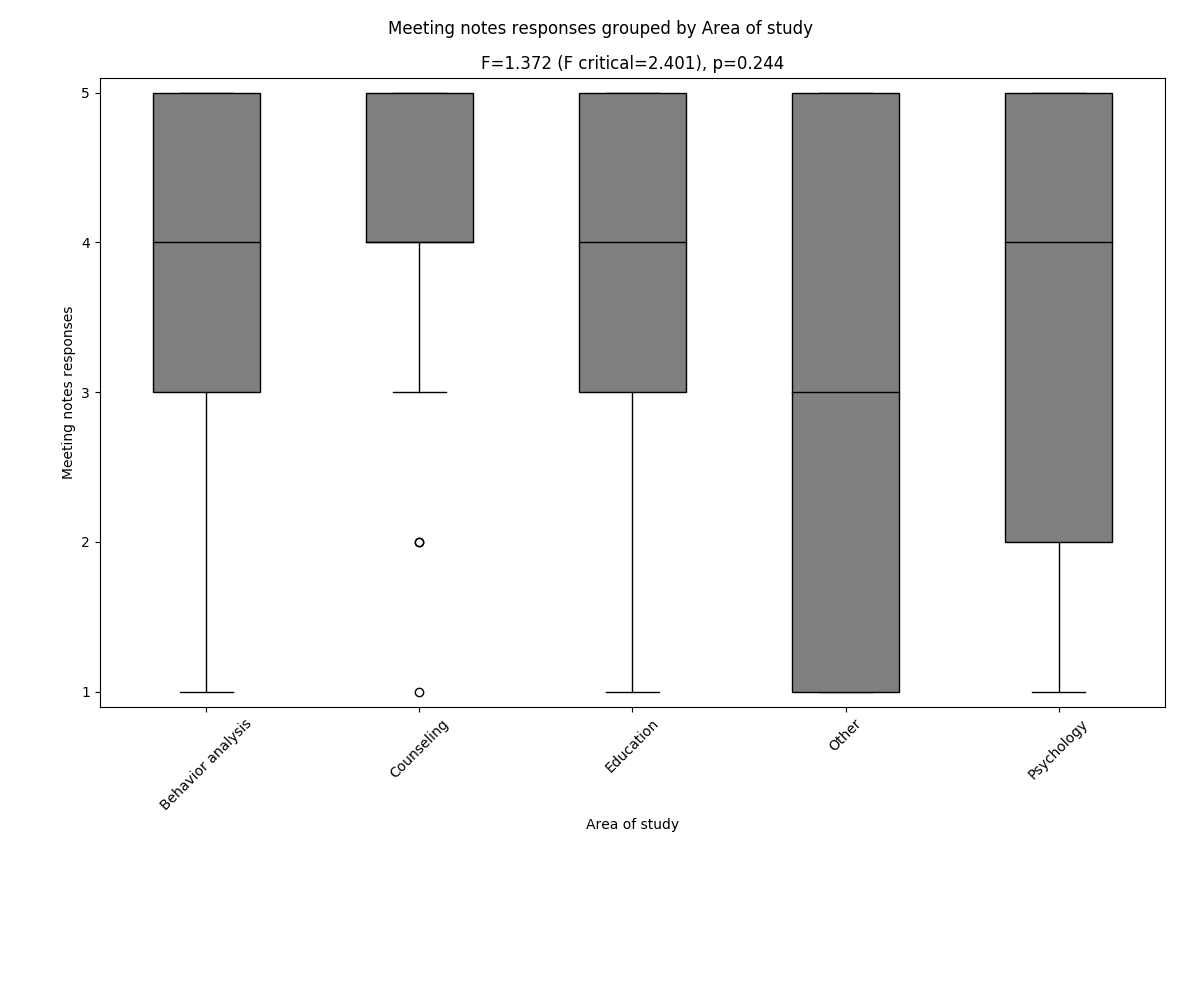 Meeting notes responses grouped by Area of study
F=1.372 (F critical=2.401), p=0.244
5
4
3
2
1
Meeting notes responses
Behavior analysis
Counseling
Education
Other
Psychology
Area of study